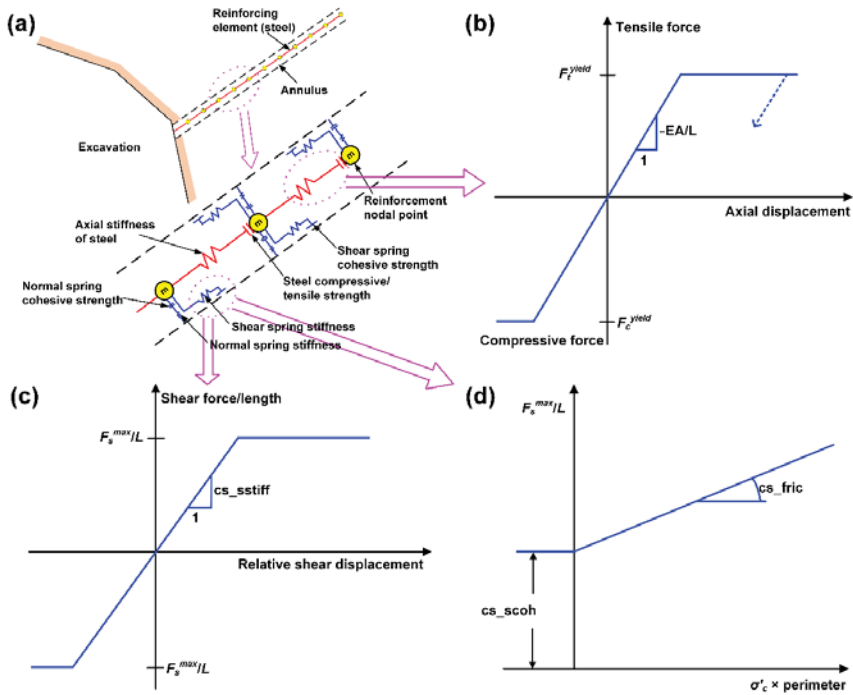 (a)
Reinforcing
element (steel)
Annulus
Excavation
Reinforcement
nodal point
Axial stiffness
of steel
Shear spring
cohesive strength
Steel compressive/
tensile strength
Normal spring
cohesive strength
Shear spring stiffness
Normal spring stiffness
m
m
m
(b)
Tensile force
F_t^yield
-EA/L
1
Axial displacement
F_c^yield
Compressive force
(c)
Shear force/length
F_s^max/L
cs_sstiff
1
Relative shear displacement
F_s^max/L
(d)
F_s^max/L
cs_fric
cs_scoh
σ'_c × perimeter